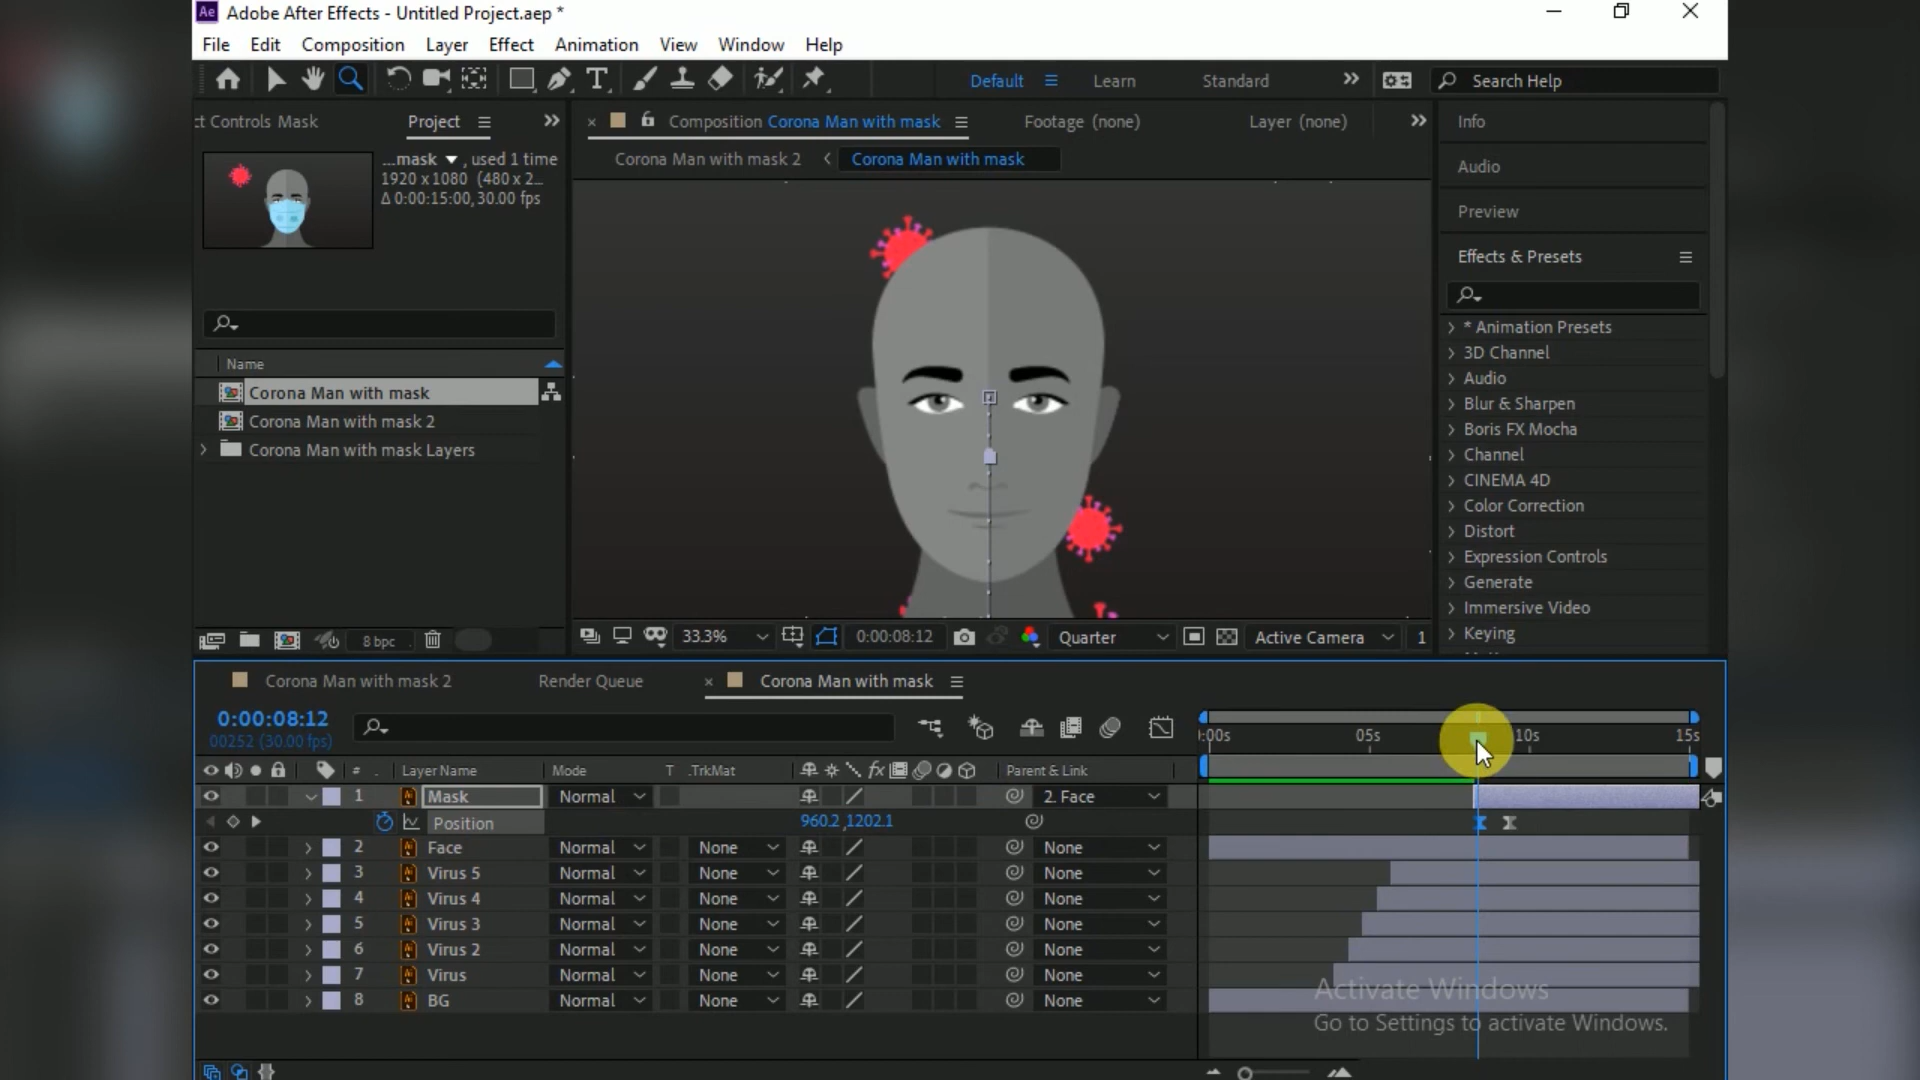 Ae Adobe After Effects - Untitled Project.aep *
File Edit Composition Layer Effect Animation View Window Help
Default Learn Standard Search Help
ct Controls Mask Project
Composition Corona Man with mask Footage (none) Layer (none)
Info
...mask , used 1 time
1920 x 1080 (480 x 2...
Δ 0:00:15:00, 30.00 fps
Corona Man with mask 2 Corona Man with mask
Audio
Preview
Effects & Presets
* Animation Presets
3D Channel
Audio
Blur & Sharpen
Boris FX Mocha
Channel
CINEMA 4D
Color Correction
Distort
Expression Controls
Generate
Immersive Video
Keying
Name
Corona Man with mask
Corona Man with mask 2
Corona Man with mask Layers
8 bpc
33.3% 0:00:08:12 Quarter Active Camera 1
Corona Man with mask 2 Render Queue Corona Man with mask
0:00:08:12
00252 (30.00 fps)
:00s 05s 10s 15s
# Layer Name Mode T .TrkMat fx Parent & Link
1 Mask Normal 2. Face
Position 960.2,1202.1
2 Face Normal None None
3 Virus 5 Normal None None
4 Virus 4 Normal None None
5 Virus 3 Normal None None
6 Virus 2 Normal None None
7 Virus Normal None None
8 BG Normal None None
Activate Windows
Go to Settings to activate Windows.